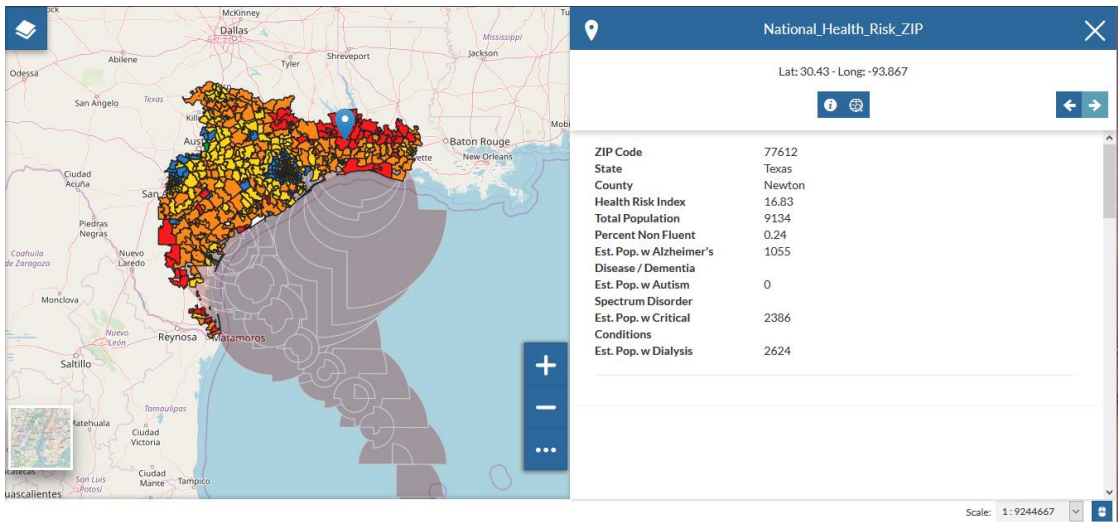 McKinney
Dallas
Mississippi
Abilene
Tyler
Shreveport
Jackson
Odessa
San Angelo
Texas
Baton Rouge
New Orleans
Ciudad
Acuña
Piedras
Negras
Coahuila
de Zaragoza
Nuevo
Laredo
Monclova
Nuevo
León
Reynosa
Matamoros
Saltillo
Tamaulipas
Matehuala
Ciudad
Victoria
San Luis
Potosí
Ciudad
Mante
Tampico
National_Health_Risk_ZIP
Lat: 30.43 - Long: -93.867
ZIP Code 77612
State Texas
County Newton
Health Risk Index 16.83
Total Population 9134
Percent Non Fluent 0.24
Est. Pop. w Alzheimer's 1055
Disease / Dementia
Est. Pop. w Autism 0
Spectrum Disorder
Est. Pop. w Critical 2386
Conditions
Est. Pop. w Dialysis 2624
Scale: 1 : 9244667